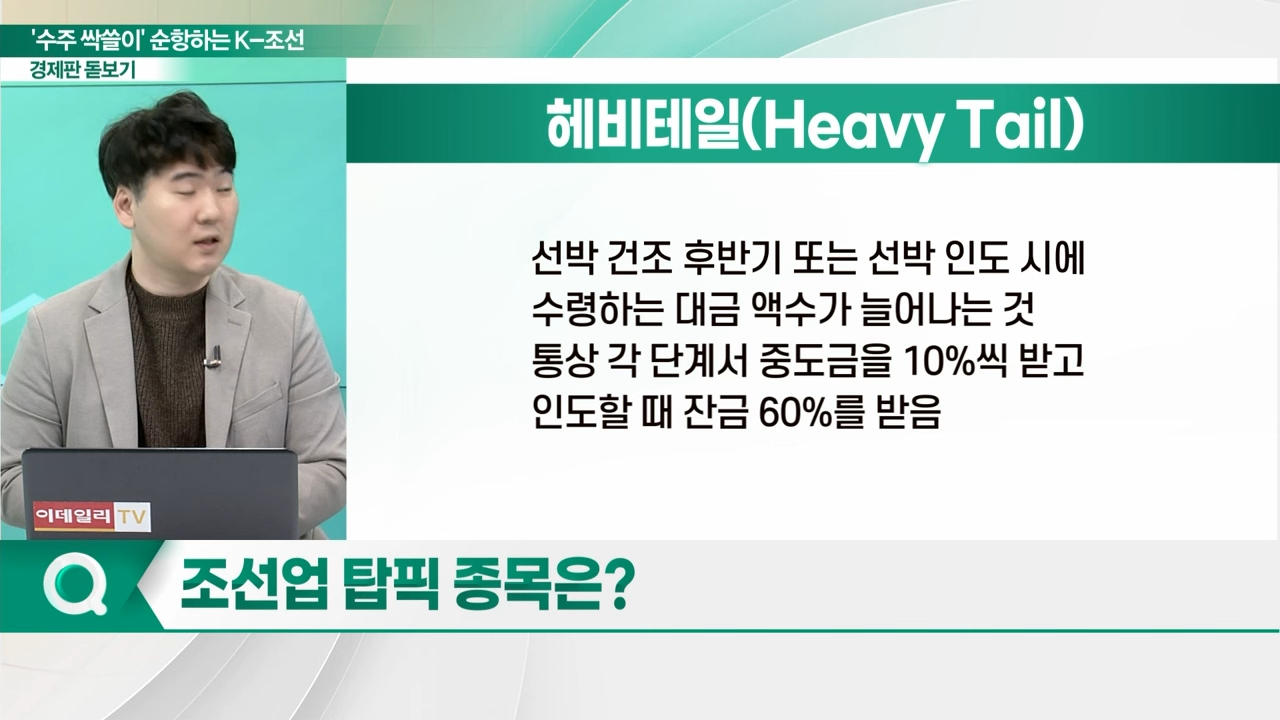 '수주 싹쓸이' 순항하는 K-조선
경제판 돋보기
헤비테일(Heavy Tail)
선박 건조 후반기 또는 선박 인도 시에
수령하는 대금 액수가 늘어나는 것
통상 각 단계서 중도금을 10%씩 받고
인도할 때 잔금 60%를 받음
이데일리 TV
조선업 탑픽 종목은?